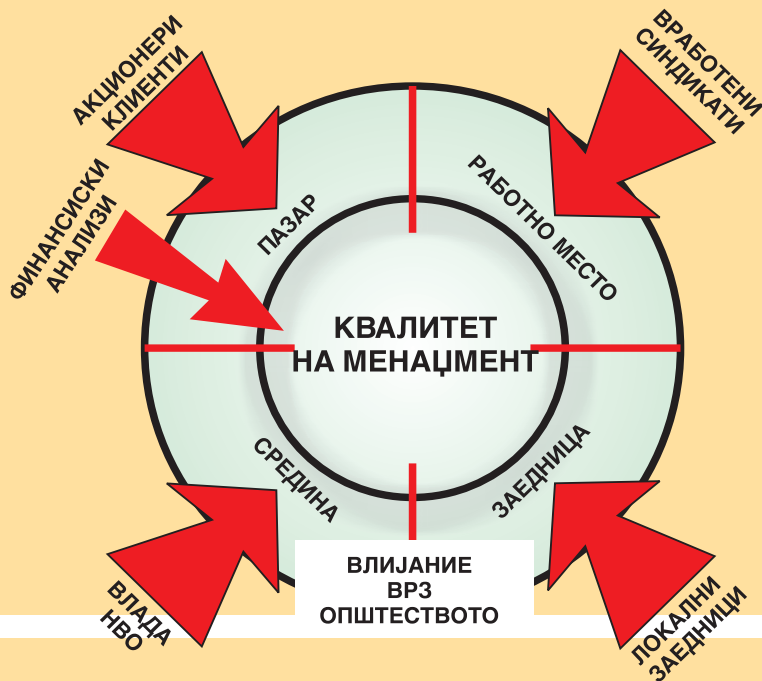 АКЦИОНЕРИ
КЛИЕНТИ
ВРАБОТЕНИ
СИНДИКАТИ
ФИНАНСИСКИ
АНАЛИЗИ
ПАЗАР
РАБОТНО МЕСТО
КВАЛИТЕТ
НА МЕНАЏМЕНТ
СРЕДИНА
ЗАЕДНИЦА
ВЛИЈАНИЕ
ВРЗ
ОПШТЕСТВОТО
ВЛАДА
НВО
ЛОКАЛНИ
ЗАЕДНИЦИ